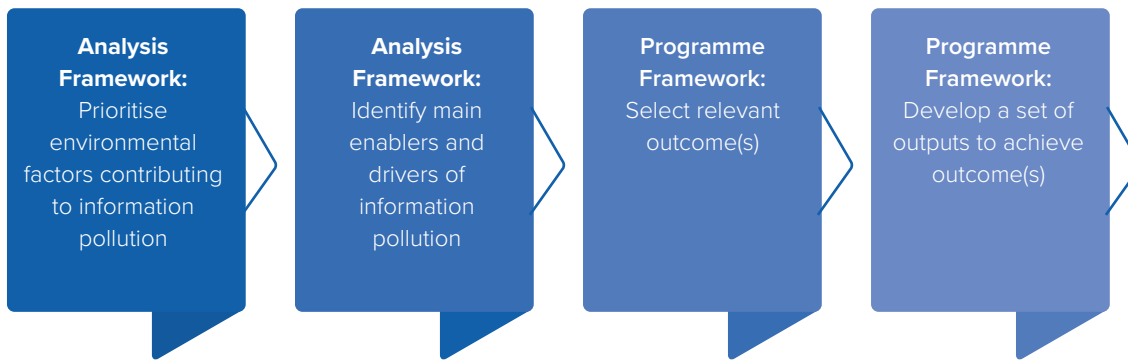 Analysis
Framework:
Prioritise
environmental
factors contributing
to information
pollution
Analysis
Framework:
Identify main
enablers and
drivers of
information
pollution
Programme
Framework:
Select relevant
outcome(s)
Programme
Framework:
Develop a set of
outputs to achieve
outcome(s)